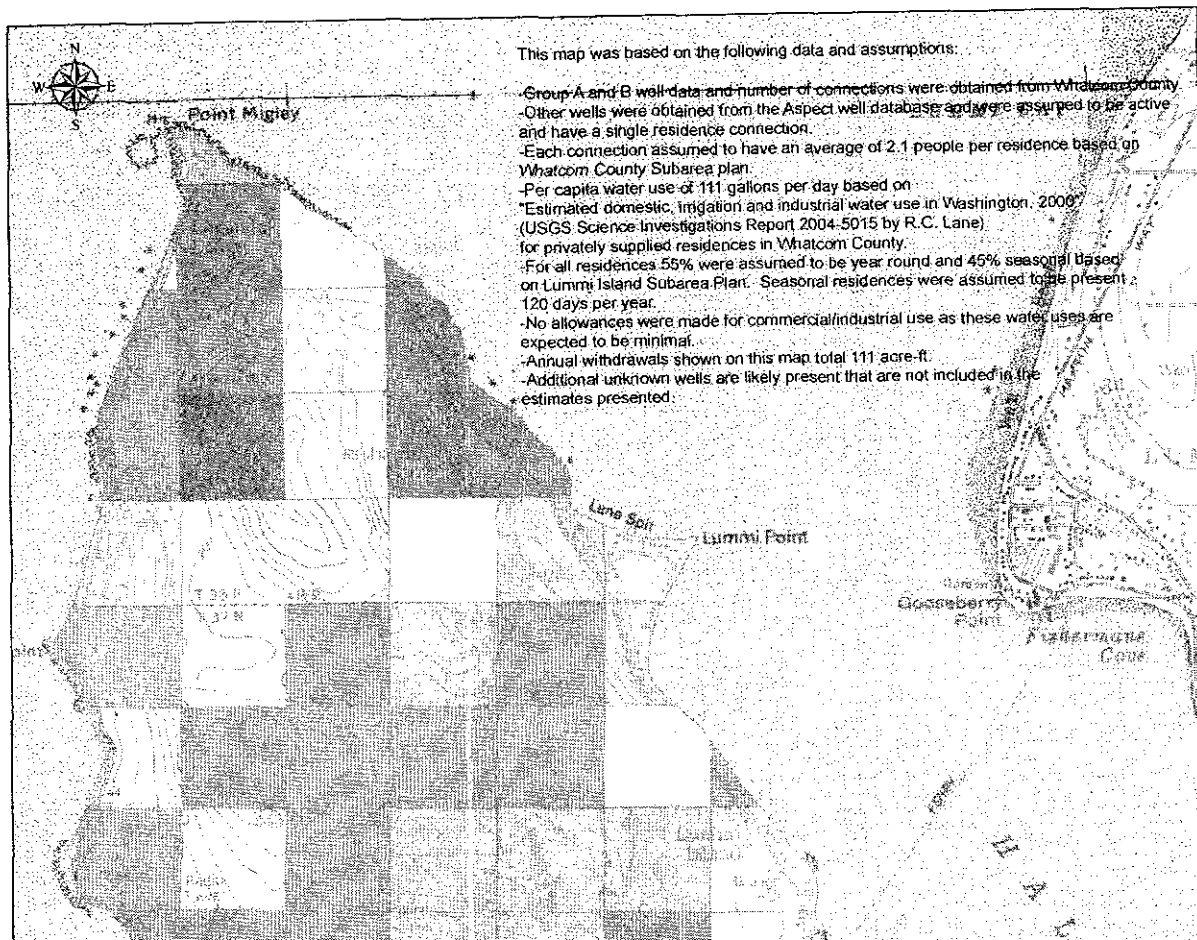 This map was based on the following data and assumptions:
N
W E
S
-Group A and B well data and number of connections were obtained from Whatcom County.
-Other wells were obtained from the Aspect well database and were assumed to be active
and have a single residence connection.
-Each connection assumed to have an average of 2.1 people per residence based on
Whatcom County Subarea plan.
-Per capita water use of 111 gallons per day based on
"Estimated domestic, irrigation and industrial water use in Washington, 2000"
(USGS Science Investigations Report 2004-5015 by R.C. Lane)
for privately supplied residences in Whatcom County.
-For all residences 55% were assumed to be year round and 45% seasonal based
on Lummi Island Subarea Plan. Seasonal residences were assumed to be present
120 days per year.
-No allowances were made for commercial/industrial use as these water uses are
expected to be minimal.
-Annual withdrawals shown on this map total 111 acre-ft.
-Additional unknown wells are likely present that are not included in the
estimates presented.
Point Migley
Lane Spit
Lummi Point
Gooseberry
Point
Cove